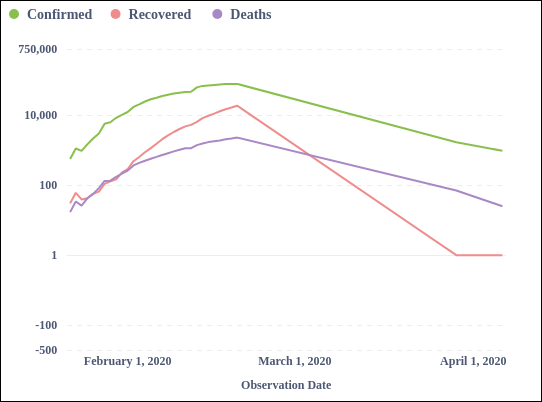 Confirmed Recovered Deaths
750,000
10,000
100
1
-100
-500
February 1, 2020 March 1, 2020 April 1, 2020
Observation Date